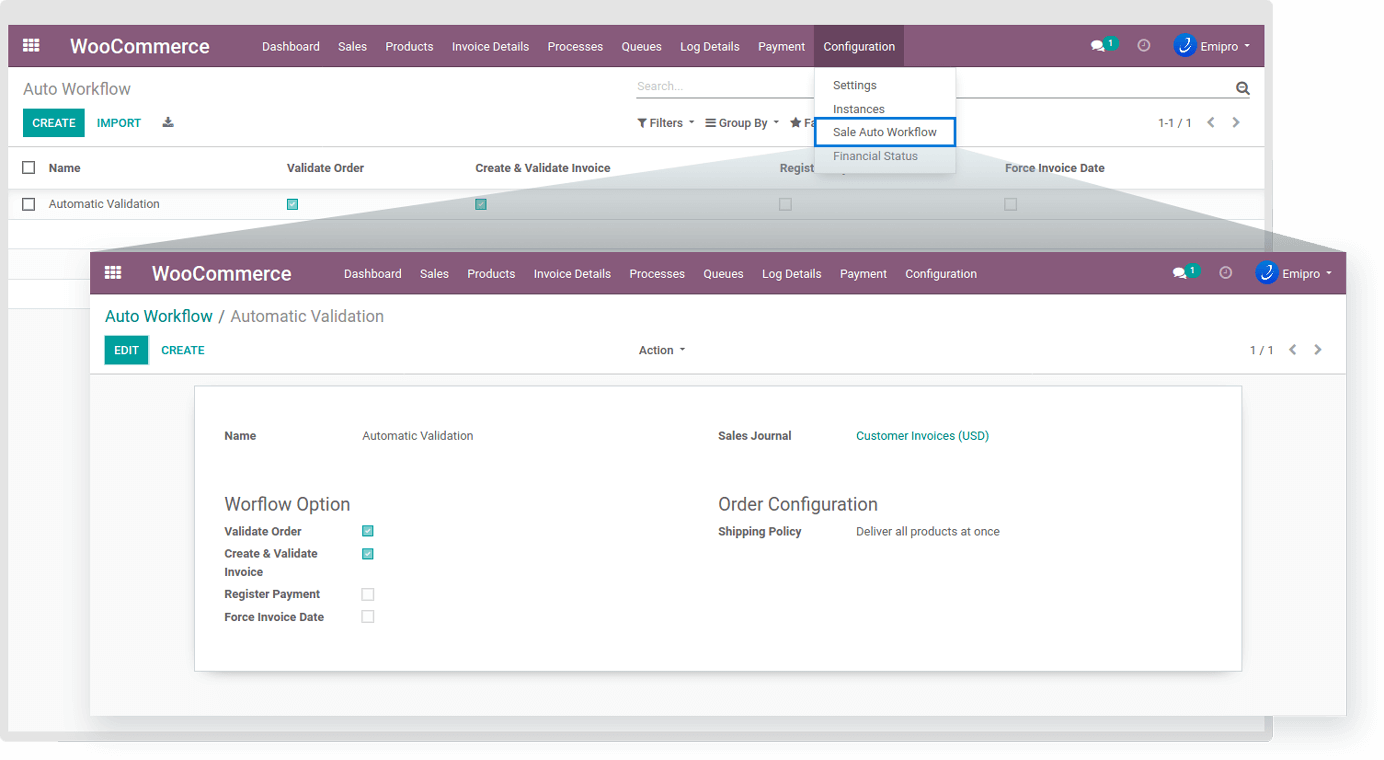 WooCommerce Dashboard Sales Products Invoice Details Processes Queues Log Details Payment Configuration 1 Emipro
Auto Workflow Search... Settings
CREATE IMPORT Filters Group By Instances 1-1 / 1
Sale Auto Workflow
Financial Status
Name Validate Order Create & Validate Invoice Force Invoice Date
Automatic Validation
WooCommerce Dashboard Sales Products Invoice Details Processes Queues Log Details Payment Configuration 1 Emipro
Auto Workflow / Automatic Validation
EDIT CREATE Action 1 / 1
Name Automatic Validation Sales Journal Customer Invoices (USD)
Worflow Option Order Configuration
Validate Order Shipping Policy Deliver all products at once
Create & Validate
Invoice
Register Payment
Force Invoice Date